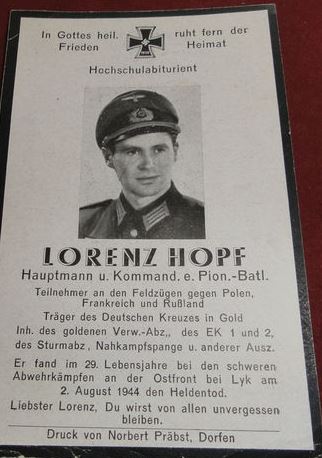 In Gottes heil. ruht fern der
Frieden Heimat
Hochschulabiturient
LORENZ HOPF
Hauptmann u. Kommand. e. Pion.-Batl.
Teilnehmer an den Feldzügen gegen Polen,
Frankreich und Rußland
Träger des Deutschen Kreuzes in Gold
Inh. des goldenen Verw.-Abz„ des EK 1 und 2,
des Sturmabz, Nahkampfspange u. anderer Ausz.
Er fand im 29. Lebensjahre bei den schweren
Abwehrkämpfen an der Ostfront bei Lyk am
2. August 1944 den Heldentod.
Liebster Lorenz, Du wirst von allen unvergessen
bleiben.
Druck von Norbert Präbst, Dorfen